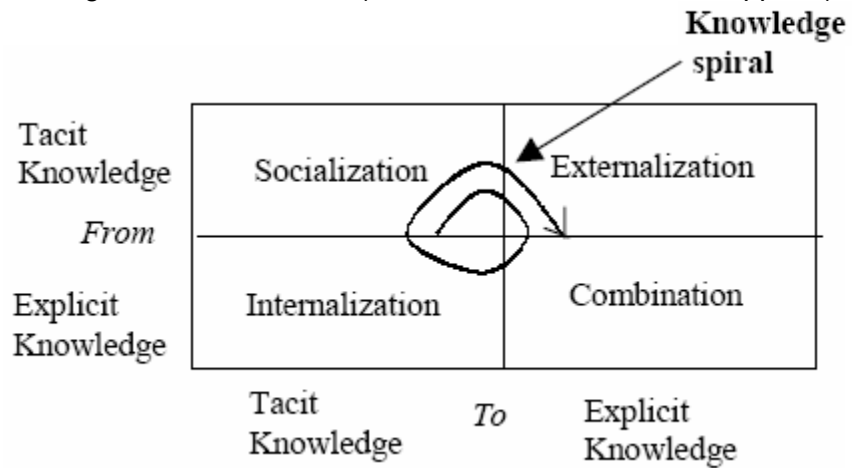 Knowledge
spiral
Tacit
Knowledge
Socialization
Externalization
From
Explicit
Knowledge
Internalization
Combination
Tacit
Knowledge
To
Explicit
Knowledge